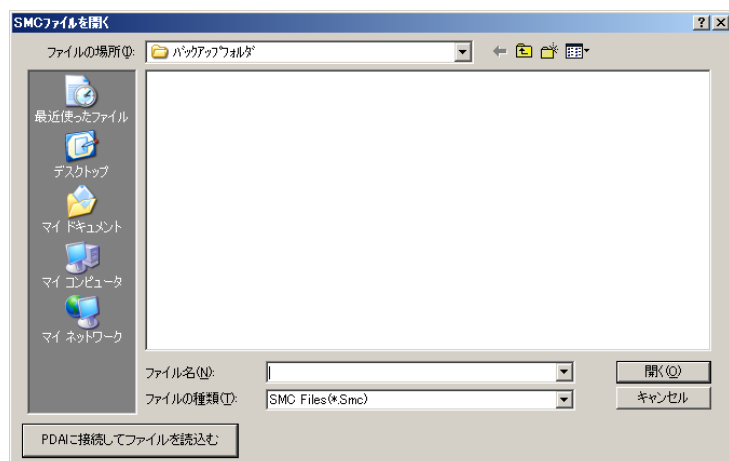 SMCファイルを開く
ファイルの場所(I):
バックアップフォルダ
最近使ったファイル
デスクトップ
マイ ドキュメント
マイ コンピュータ
マイ ネットワーク
ファイル名(N):
開く(O)
ファイルの種類(T):
SMC Files(*.Smc)
キャンセル
PDAに接続してファイルを読込む